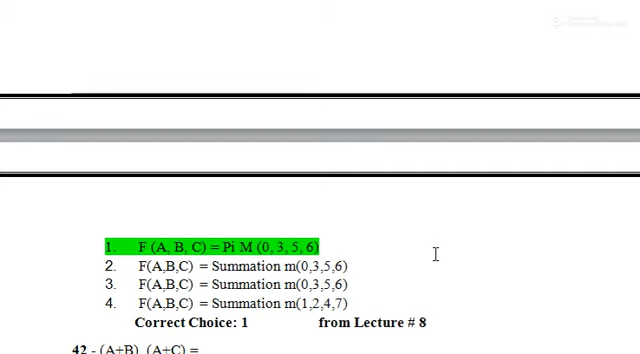 1. F (A, B, C) = Pi M (0, 3, 5, 6)
2. F(A,B,C) = Summation m(0,3,5,6)
3. F(A,B,C) = Summation m(0,3,5,6)
4. F(A,B,C) = Summation m(1,2,4,7)
Correct Choice: 1 from Lecture # 8
42 - (A+B) (A+C) =